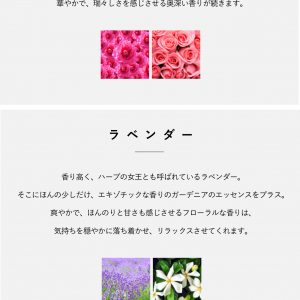 華やかで、瑞々しさを感じさせる奥深い香りが続きます。
ラベンダー
香り高く、ハーブの女王とも呼ばれているラベンダー。
そこにほんの少しだけ、エキゾチックな香りのガーデニアのエッセンスをプラス。
爽やかで、ほんのりと甘さも感じさせるフローラルな香りは、
気持ちを穏やかに落ち着かせ、リラックスさせてくれます。